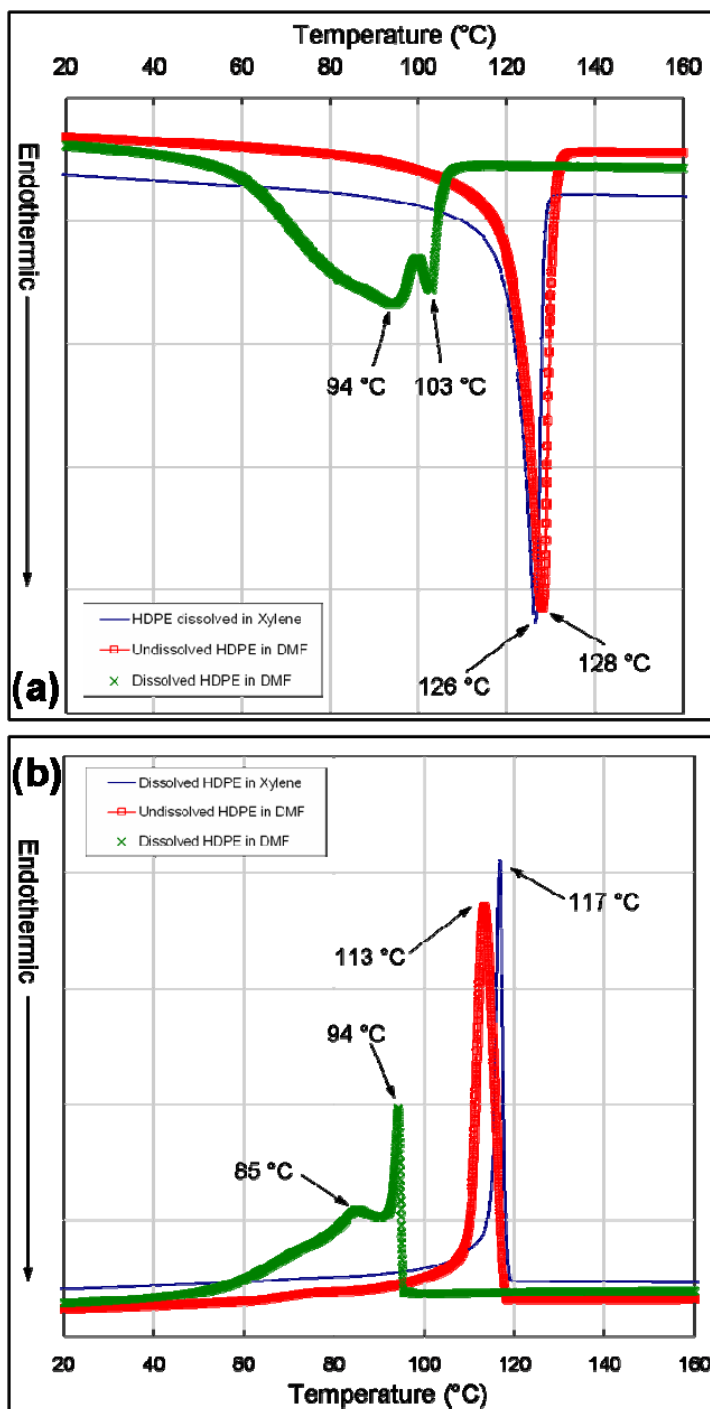 Temperature (°C)
20 40 60 80 100 120 140 160
Endothermic
94 °C 103 °C
HDPE dissolved in Xylene
Undissolved HDPE in DMF
Dissolved HDPE in DMF
128 °C
126 °C
(a)
(b)
Dissolved HDPE in Xylene
Undissolved HDPE in DMF
Dissolved HDPE in DMF
Endothermic
117 °C
113 °C
94 °C
85 °C
20 40 60 80 100 120 140 160
Temperature (°C)